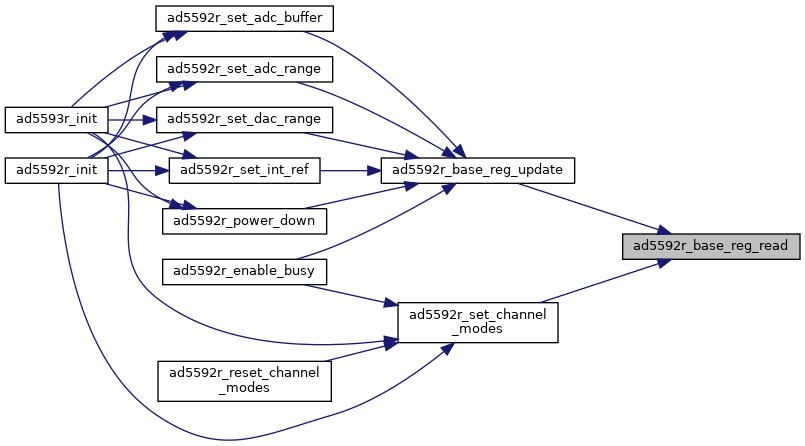 ad5592r_set_adc_buffer
ad5592r_set_adc_range
ad5593r_init
ad5592r_set_dac_range
ad5592r_init
ad5592r_set_int_ref
ad5592r_base_reg_update
ad5592r_power_down
ad5592r_base_reg_read
ad5592r_enable_busy
ad5592r_set_channel
_modes
ad5592r_reset_channel
_modes